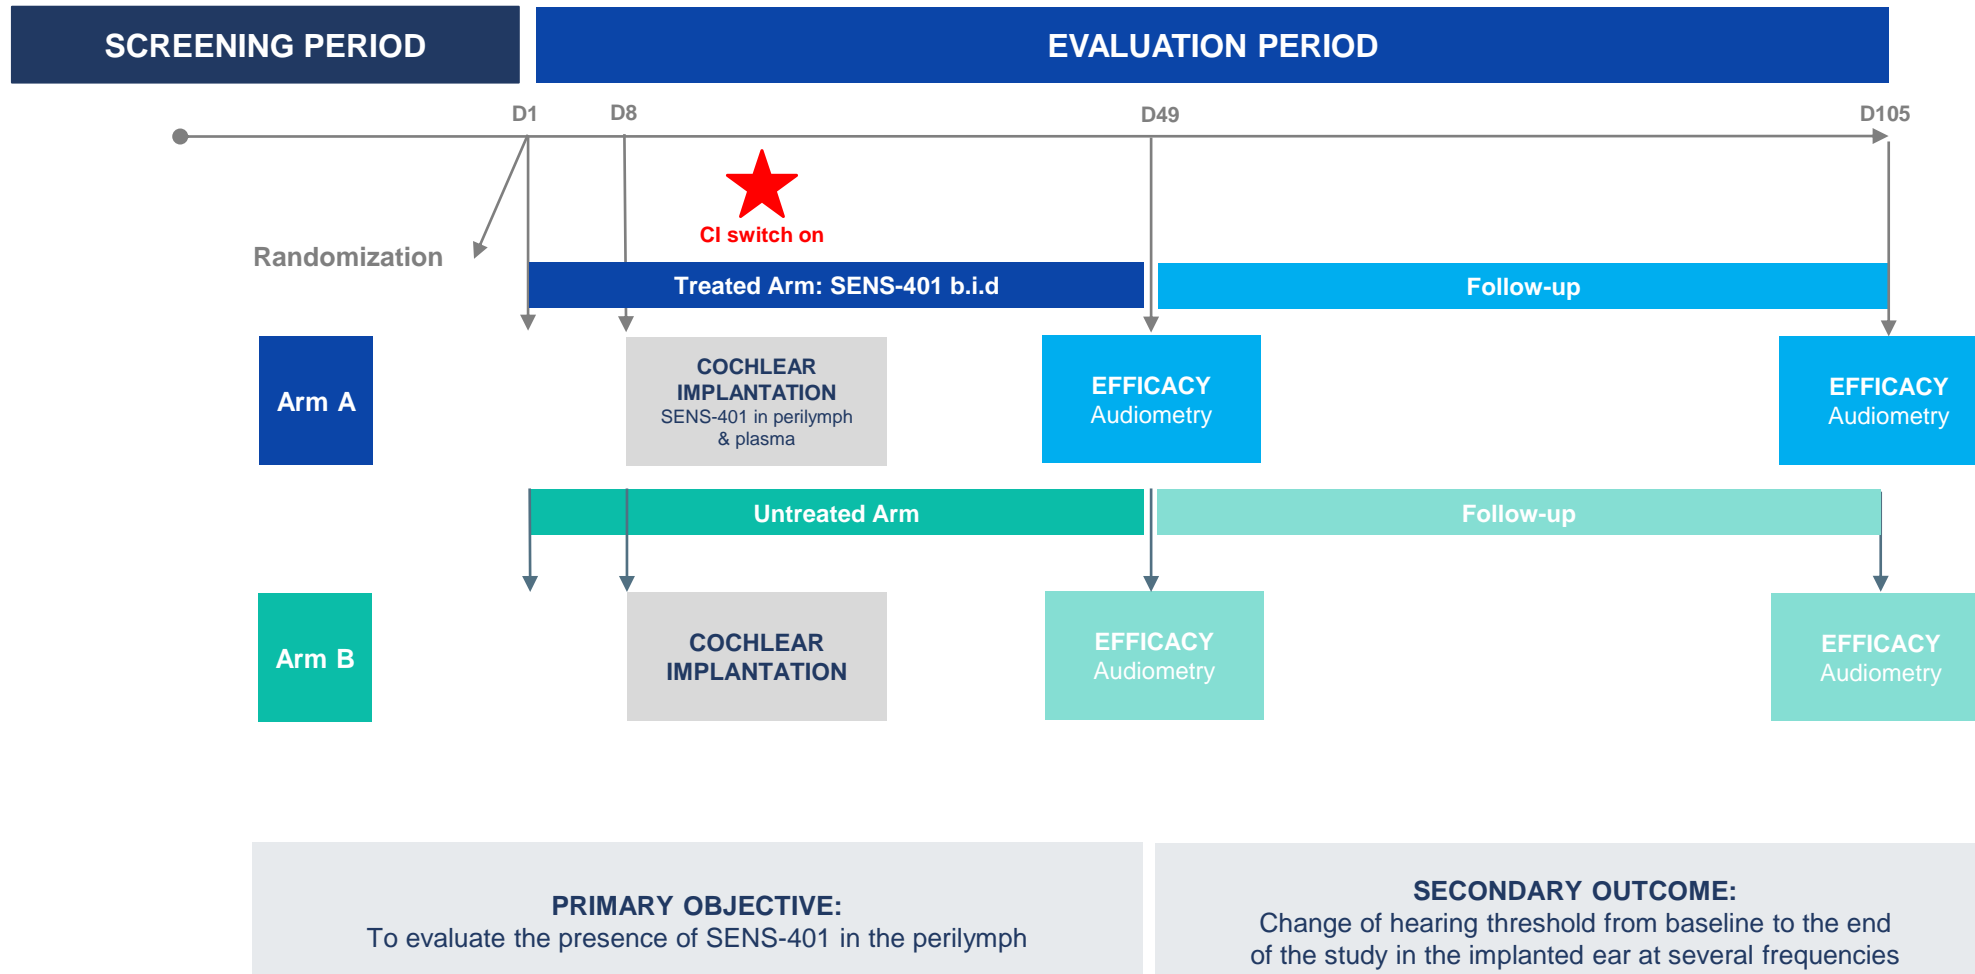 SCREENING PERIOD
EVALUATION PERIOD
D1
D8
D49
D105
CI switch on
Randomization
Treated Arm: SENS-401 b.i.d
Follow-up
Arm A
COCHLEAR
IMPLANTATION
SENS-401 in perilymph
& plasma
EFFICACY
Audiometry
EFFICACY
Audiometry
Untreated Arm
Follow-up
Arm B
COCHLEAR
IMPLANTATION
EFFICACY
Audiometry
EFFICACY
Audiometry
PRIMARY OBJECTIVE:
To evaluate the presence of SENS-401 in the perilymph
SECONDARY OUTCOME:
Change of hearing threshold from baseline to the end
of the study in the implanted ear at several frequencies